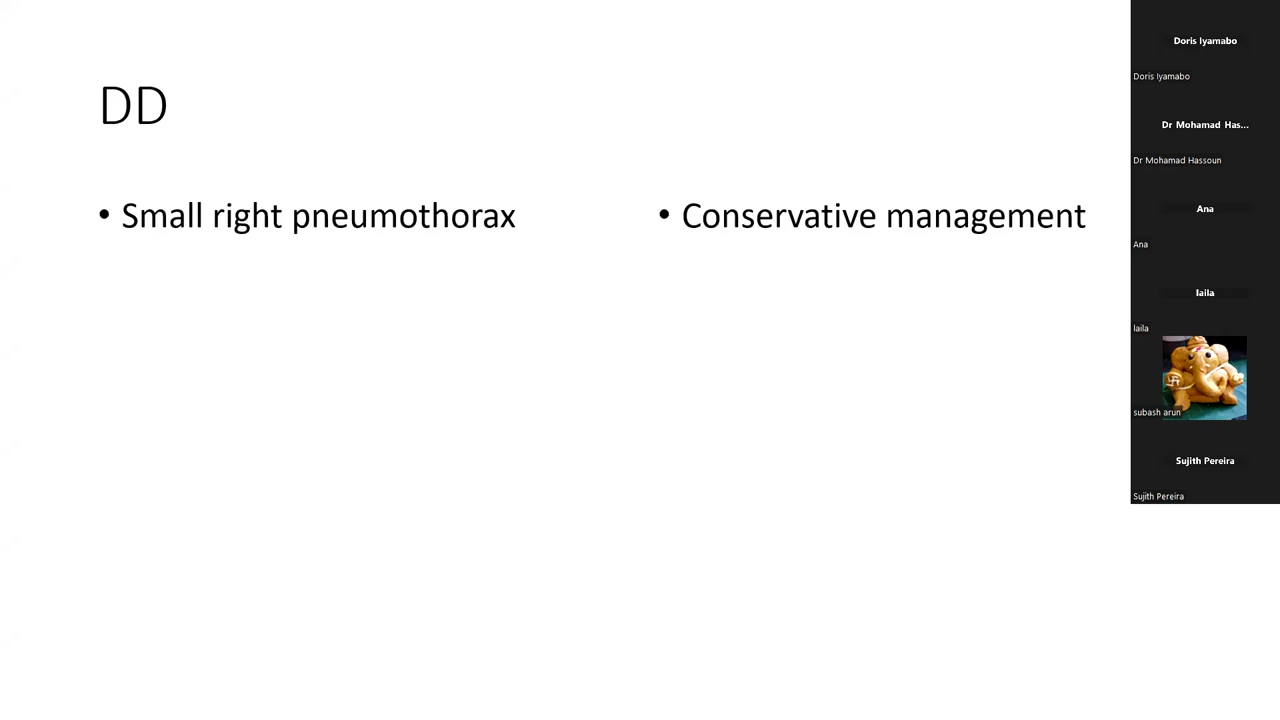 DD
• Small right pneumothorax
• Conservative management
Doris Iyamabo
Doris Iyamabo
Dr Mohamad Has...
Dr Mohamad Hassoun
Ana
Ana
laila
laila
subash arun
Sujith Pereira
Sujith Pereira